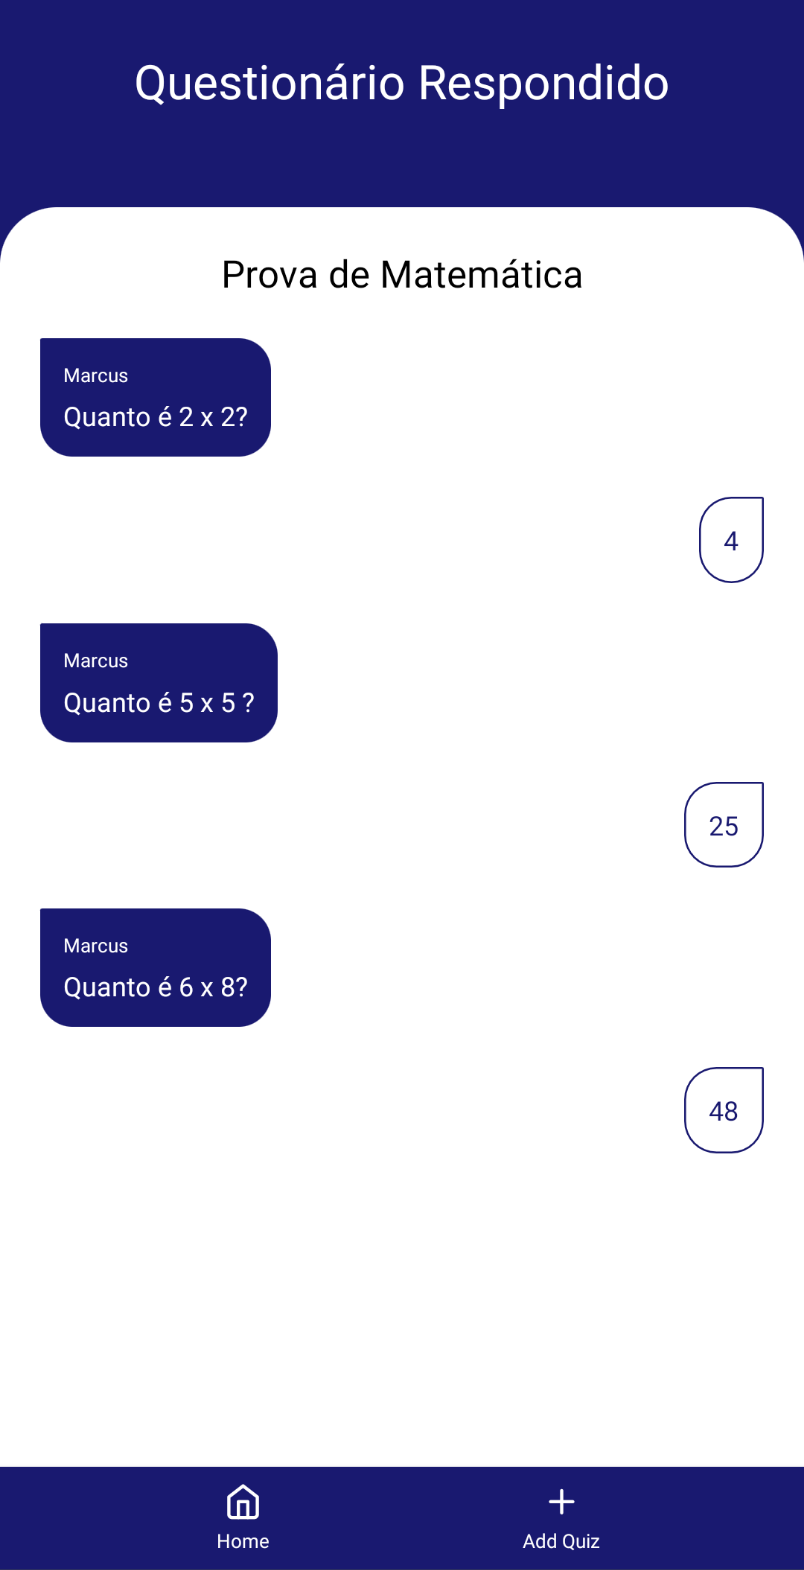 Questionário Respondido
Prova de Matemática
Marcus
Quanto é 2 x 2?
4
Marcus
Quanto é 5 x 5 ?
25
Marcus
Quanto é 6 x 8?
48
Home
Add Quiz